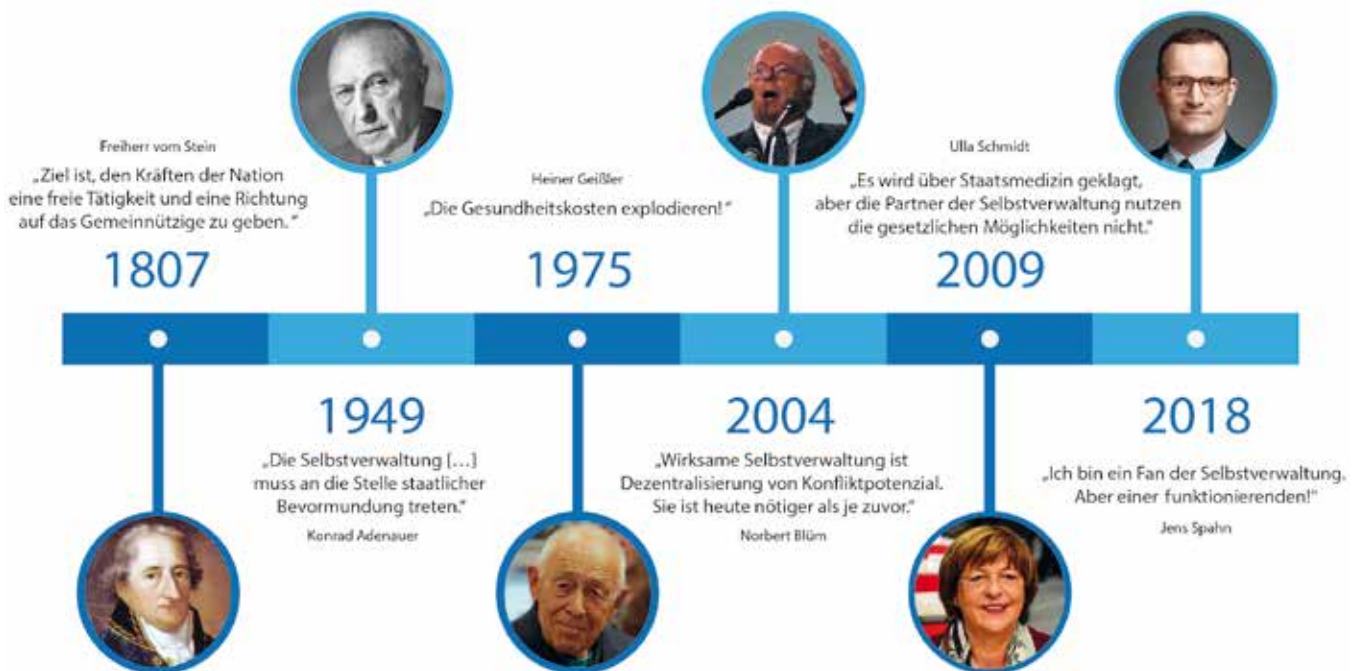 Freiherr vom Stein
„Ziel ist, den Kräften der Nation
eine freie Tätigkeit und eine Richtung
auf das Gemeinnützige zu geben.“
1807
1949
„Die Selbstverwaltung [...]
muss an die Stelle staatlicher
Bevormundung treten.“
Konrad Adenauer
Heiner Geißler
„Die Gesundheitskosten explodieren!“
1975
2004
„Wirksame Selbstverwaltung ist
Dezentralisierung von Konfliktpotenzial.
Sie ist heute nötiger als je zuvor.“
Norbert Blüm
Ulla Schmidt
„Es wird über Staatsmedizin geklagt,
aber die Partner der Selbstverwaltung nutzen
die gesetzlichen Möglichkeiten nicht.“
2009
2018
„Ich bin ein Fan der Selbstverwaltung.
Aber einer funktionierenden!“
Jens Spahn